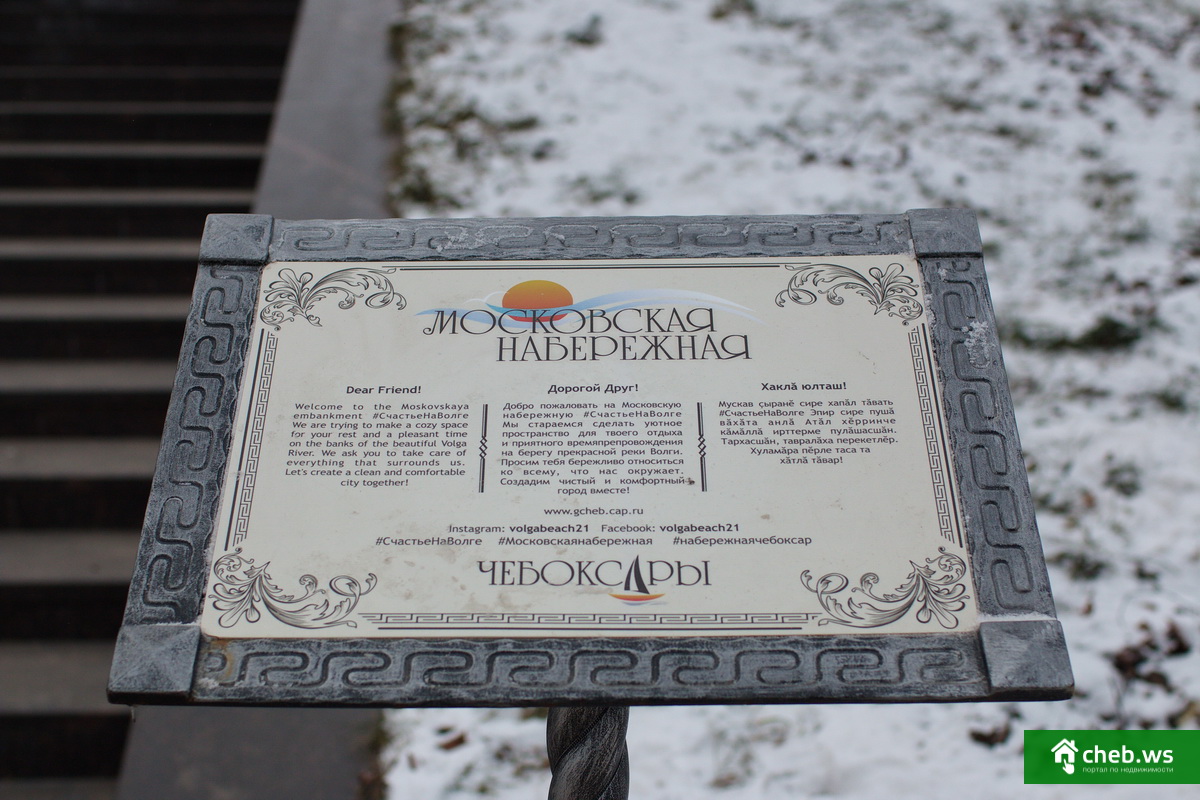 МОСКОВСКАЯ
НАБЕРЕЖНАЯ
Dear Friend!
Welcome to the Moskovskaya
embankment #СчастьеНаВолге
We are trying to make a cozy space
for your rest and a pleasant time
on the banks of the beautiful Volga
River. We ask you to take care of
everything that surrounds us.
Let's create a clean and comfortable
city together!
Дорогой Друг!
Добро пожаловать на Московскую
набережную #СчастьеНаВолге
Мы стараемся сделать уютное
пространство для твоего отдыха
и приятного времяпрепровождения
на берегу прекрасной реки Волги.
Просим тебя бережливо относиться
ко всему, что нас окружает.
Создадим чистый и комфортный
город вместе!
Хаклӑ юлташ!
Мускав ҫыранӗ сире хапӑл тӑвать
#СчастьеНаВолге Эпир сире пушӑ
вӑхӑта анлӑ Атӑл хӗрринче
кӑмӑллӑ ирттерме пулӑшасшӑн.
Тархасшӑн, тавралӑха перекетлӗр.
Хуламӑра пӗрле таса та
хӑтлӑ тӑвар!
www.gcheb.cap.ru
Instagram: volgabeach21 Facebook: volgabeach21
#СчастьеНаВолге #Московскаянабережная #набережнаячебоксар
ЧЕБОКСАРЫ
cheb.ws
портал по недвижимости